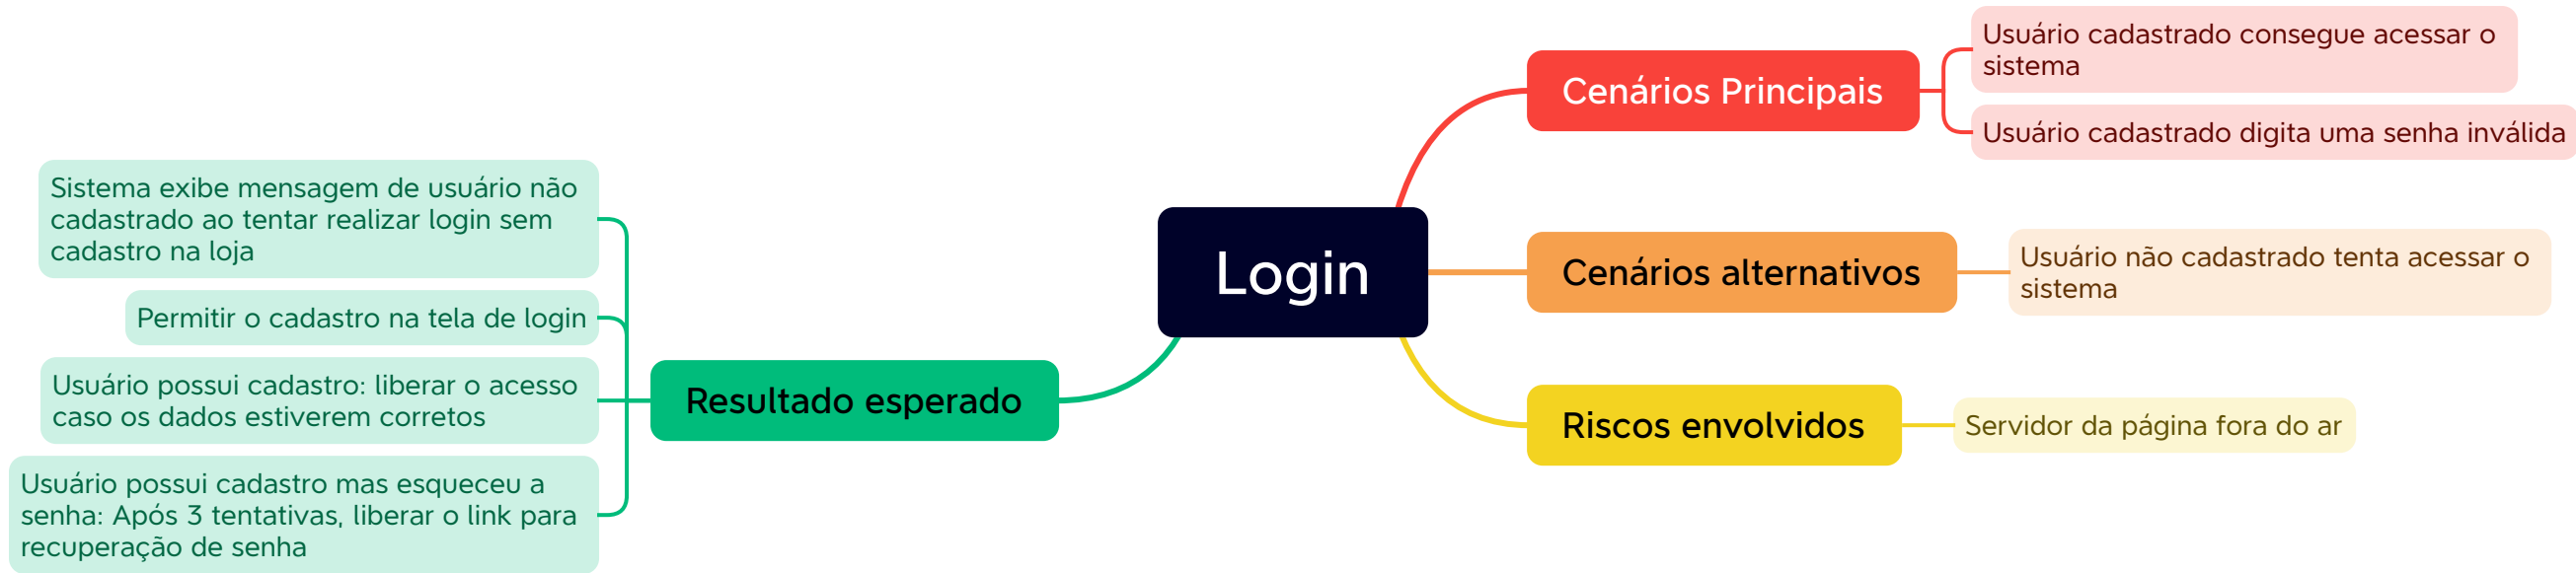 Login
Cenários Principais
Usuário cadastrado consegue acessar o
sistema
Usuário cadastrado digita uma senha inválida
Cenários alternativos
Usuário não cadastrado tenta acessar o
sistema
Riscos envolvidos
Servidor da página fora do ar
Resultado esperado
Sistema exibe mensagem de usuário não
cadastrado ao tentar realizar login sem
cadastro na loja
Permitir o cadastro na tela de login
Usuário possui cadastro: liberar o acesso
caso os dados estiverem corretos
Usuário possui cadastro mas esqueceu a
senha: Após 3 tentativas, liberar o link para
recuperação de senha